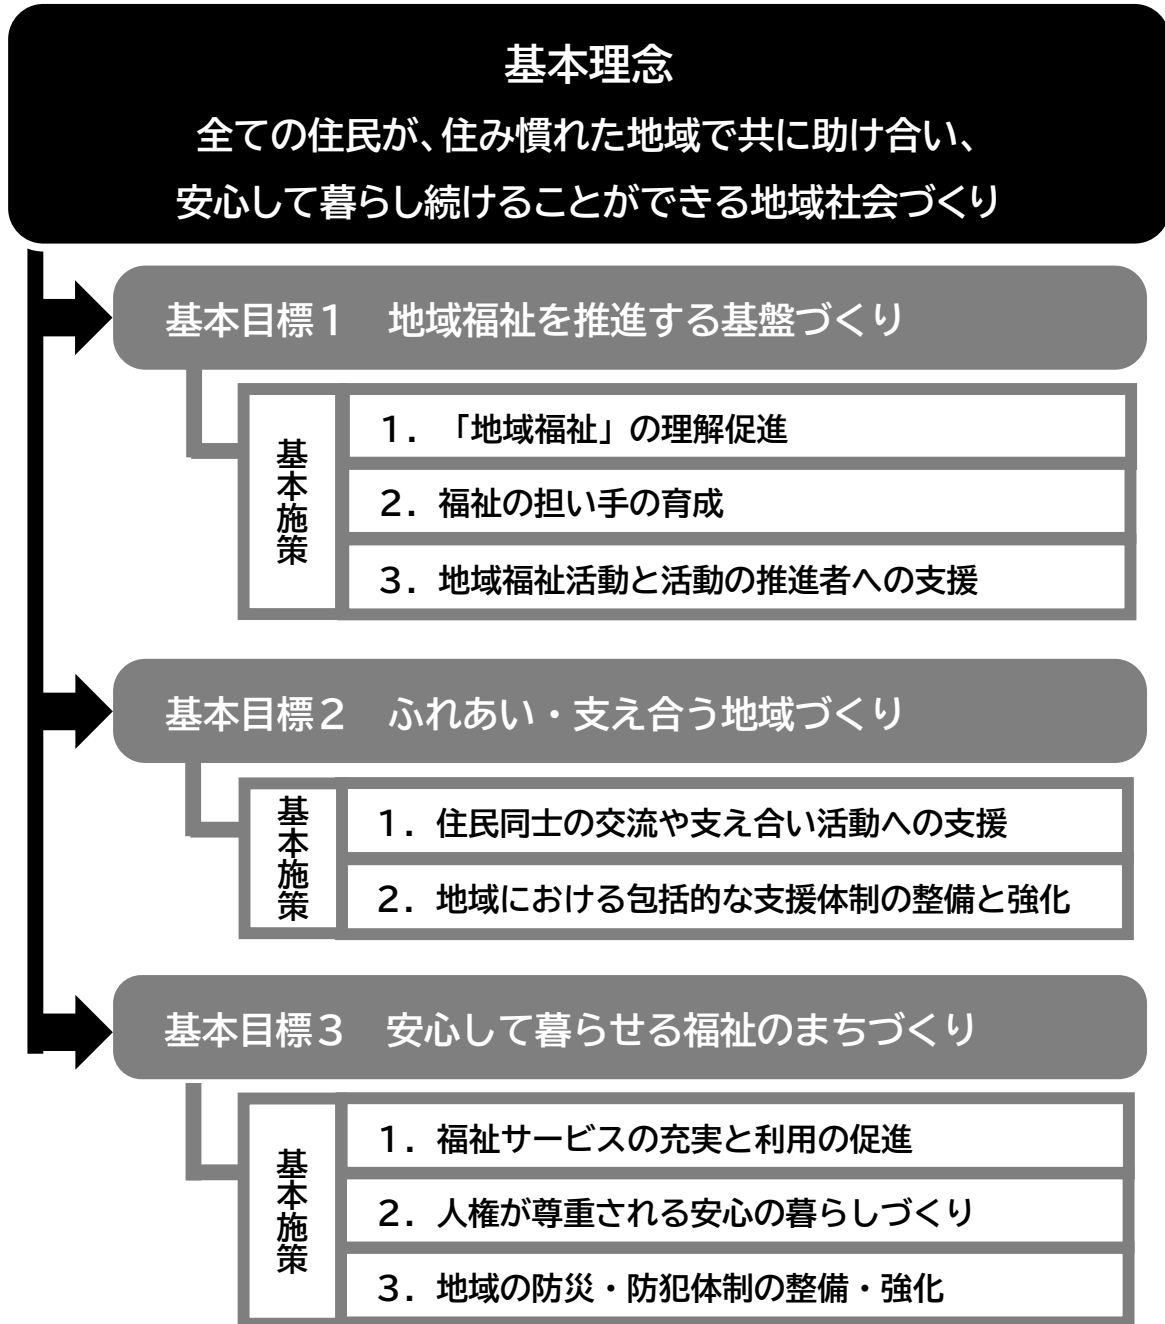 基本理念
全ての住民が、住み慣れた地域で共に助け合い、
安心して暮らし続けることができる地域社会づくり
基本目標１　地域福祉を推進する基盤づくり
基本施策
１．「地域福祉」の理解促進
２．福祉の担い手の育成
３．地域福祉活動と活動の推進者への支援
基本目標２　ふれあい・支え合う地域づくり
基本施策
１．住民同士の交流や支え合い活動への支援
２．地域における包括的な支援体制の整備と強化
基本目標３　安心して暮らせる福祉のまちづくり
基本施策
１．福祉サービスの充実と利用の促進
２．人権が尊重される安心の暮らしづくり
３．地域の防災・防犯体制の整備・強化